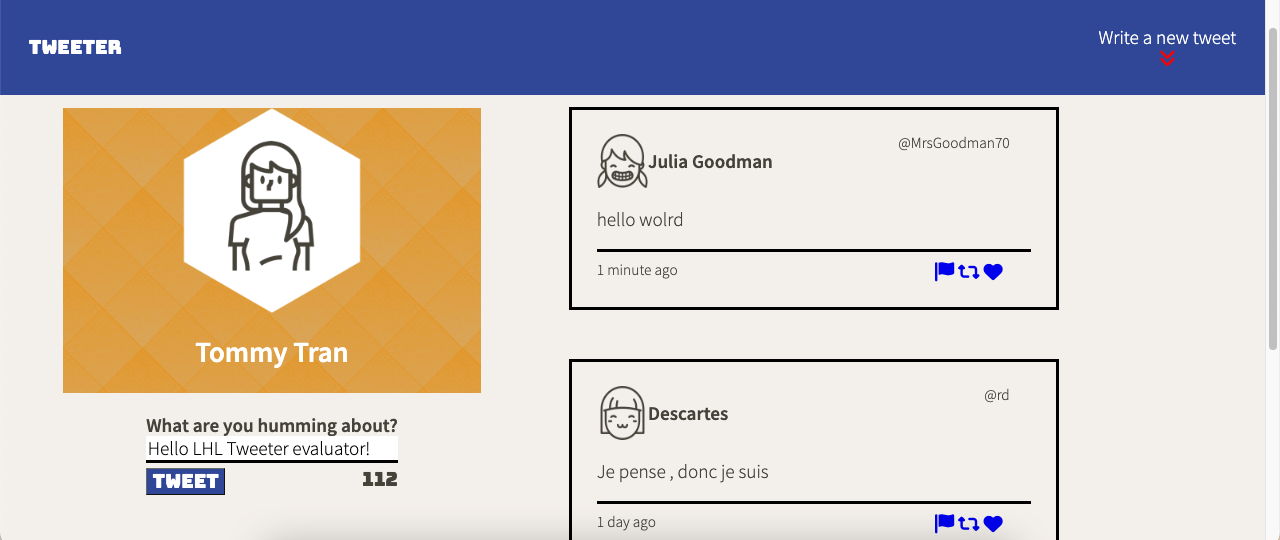 TWEETER
Write a new tweet
Tommy Tran
What are you humming about?
Hello LHL Tweeter evaluator!
TWEET
112
Julia Goodman
@MrsGoodman70
hello wolrd
1 minute ago
Descartes
@rd
Je pense , donc je suis
1 day ago